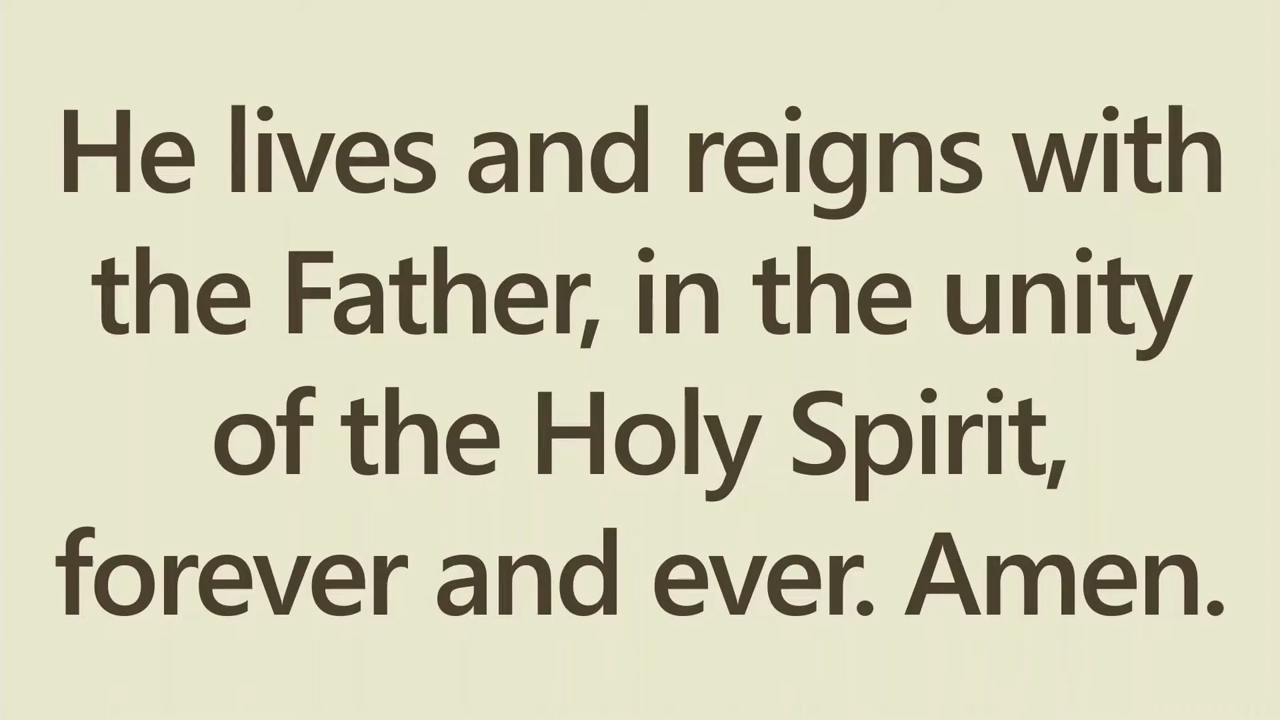 He lives and reigns with
the Father, in the unity
of the Holy Spirit,
forever and ever. Amen.